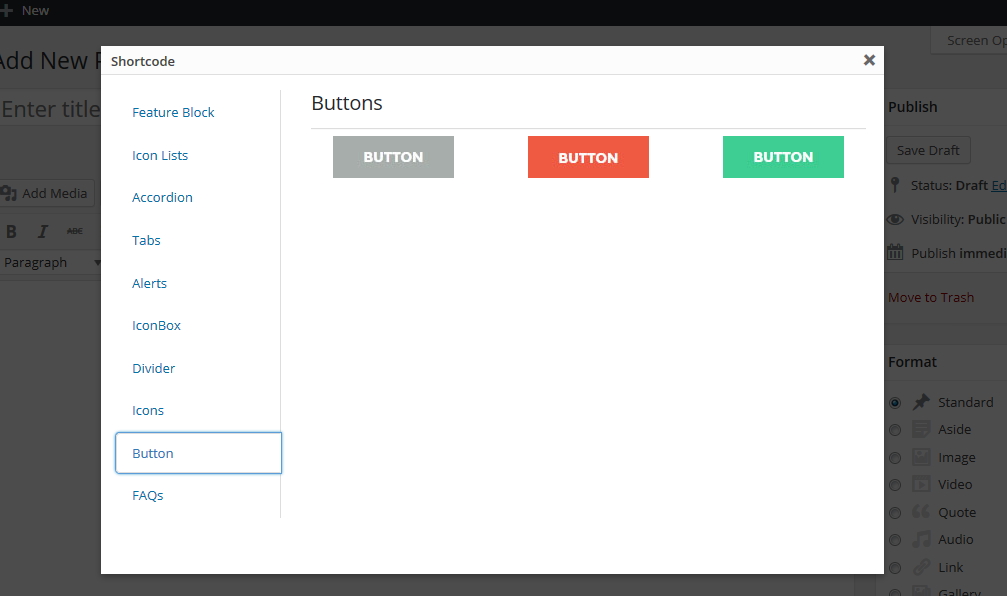 New
Add New P
Screen Op
Shortcode
Enter title
Feature Block
Icon Lists
Accordion
Tabs
Alerts
IconBox
Divider
Icons
Button
FAQs
Buttons
BUTTON
BUTTON
BUTTON
Add Media
B I ABC
Paragraph
Publish
Save Draft
Status: Draft Ed
Visibility: Public
Publish immedi
Move to Trash
Format
Standard
Aside
Image
Video
Quote
Audio
Link
Gallery